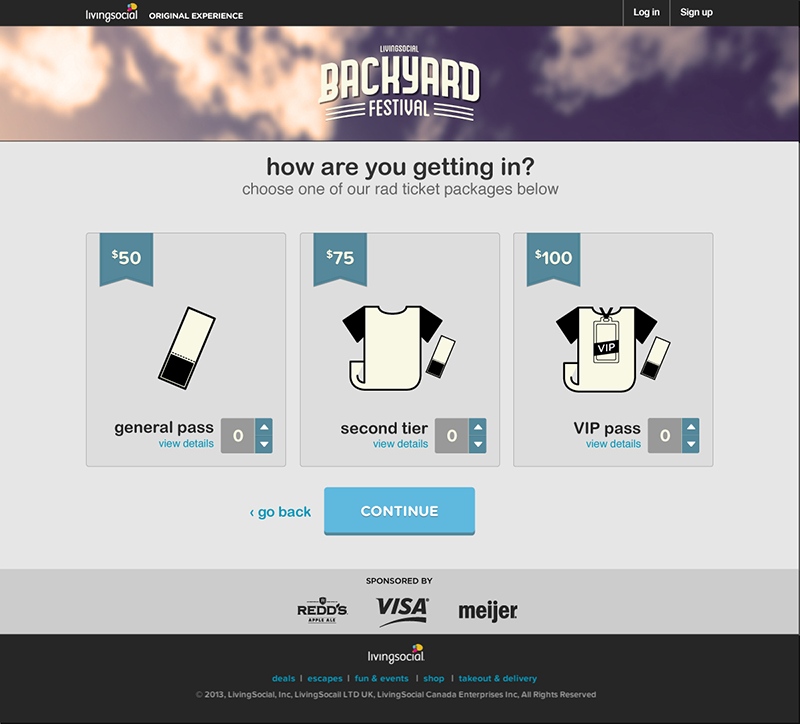 livingsocial ORIGINAL EXPERIENCE Log in Sign up
LIVINGSOCIAL
BACKYARD
FESTIVAL
how are you getting in?
choose one of our rad ticket packages below
$50 $75 $100
VIP
general pass 0 second tier 0 VIP pass 0
view details view details view details
‹ go back CONTINUE
SPONSORED BY
REDD'S VISA meijer
APPLE ALE
livingsocial
deals | escapes | fun & events | shop | takeout & delivery
© 2013, LivingSocial, Inc, LivingSocail LTD UK, LivingSocial Canada Enterprises Inc, All Rights Reserved